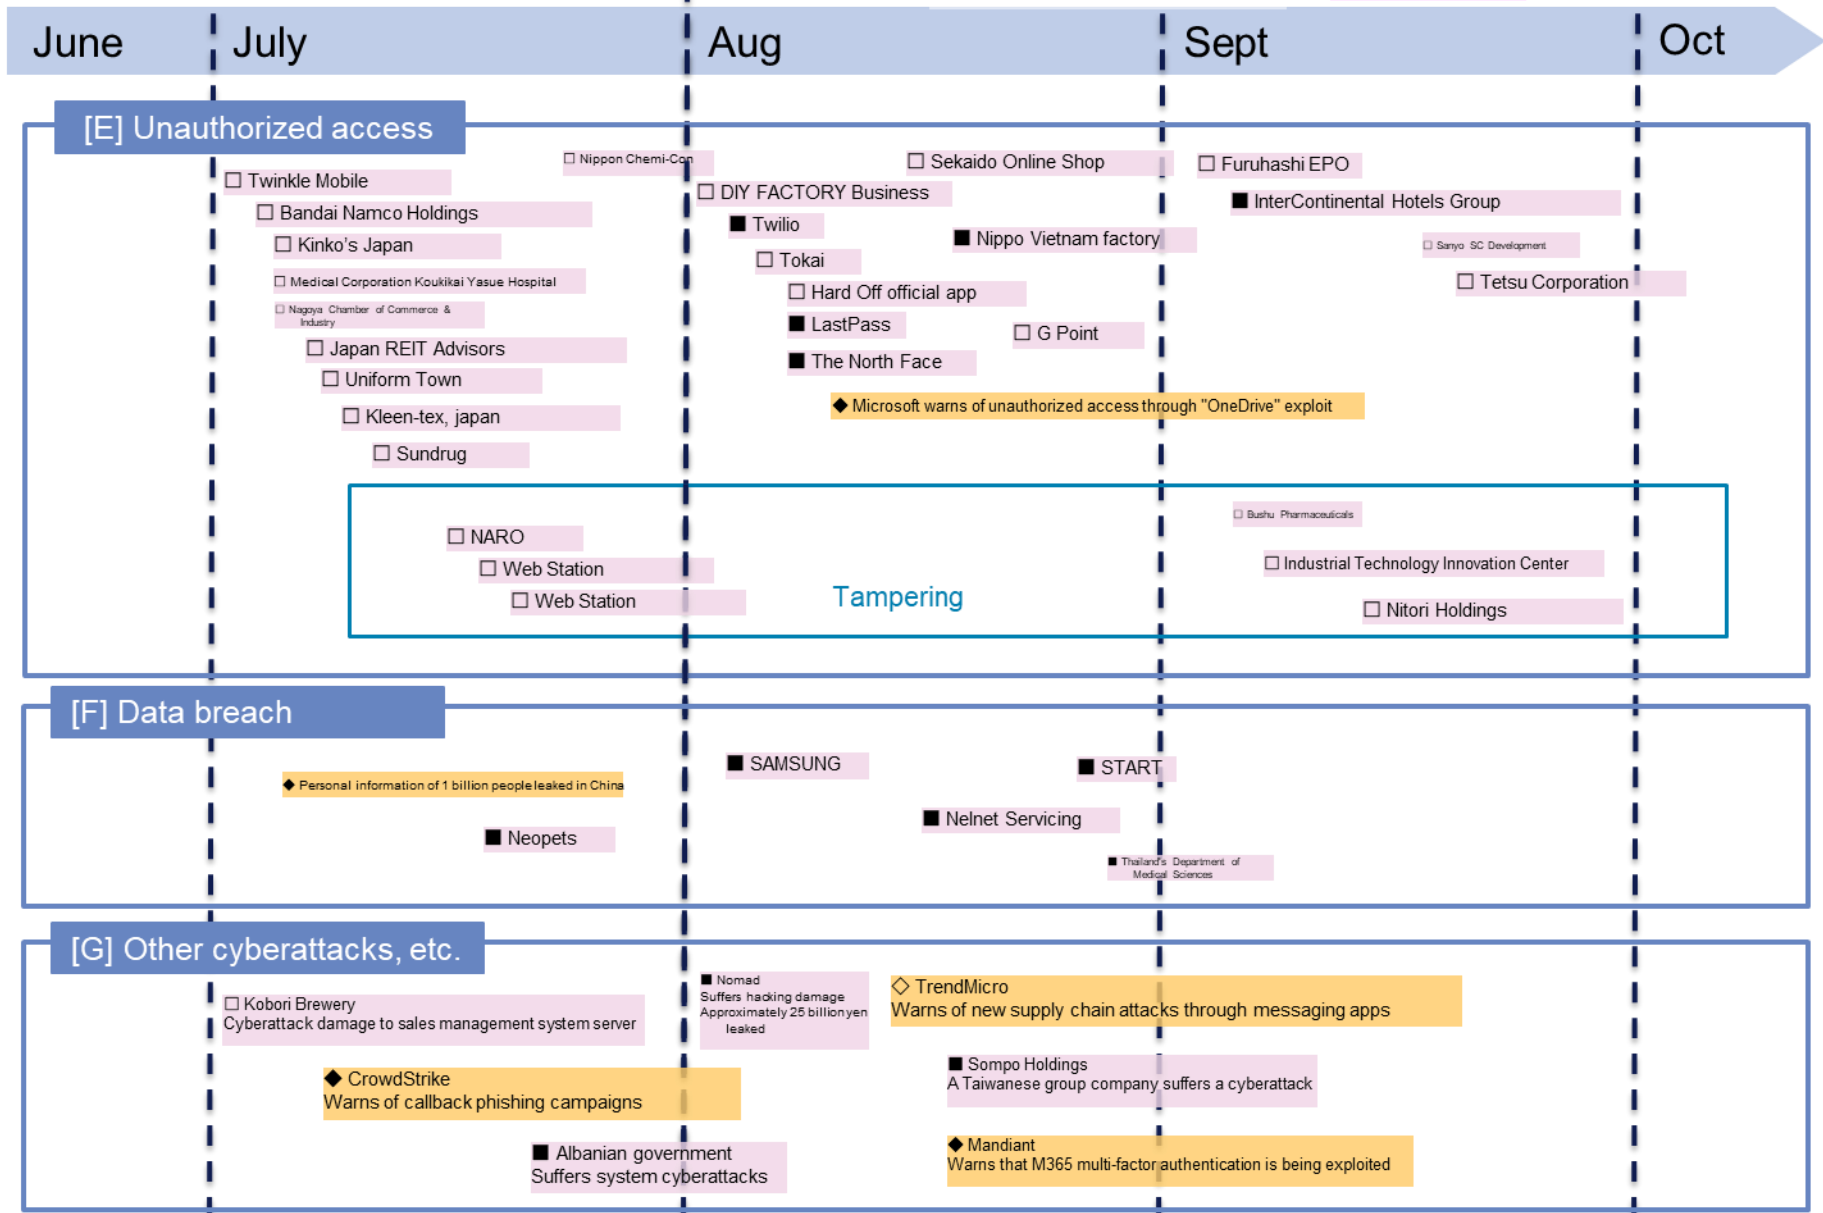 June July Aug Sept Oct
[E] Unauthorized access
□ Nippon Chemi-Con
□ Sekaido Online Shop
□ Furuhashi EPO
□ Twinkle Mobile
□ DIY FACTORY Business
■ InterContinental Hotels Group
□ Bandai Namco Holdings
■ Twilio
■ Nippo Vietnam factory
□ Kinko's Japan
□ Sanyo SC Development
□ Tokai
□ Medical Corporation Koukikai Yasue Hospital
□ Tetsu Corporation
□ Hard Off official app
□ Nagoya Chamber of Commerce &
Industry
■ LastPass
□ G Point
□ Japan REIT Advisors
■ The North Face
□ Uniform Town
◆ Microsoft warns of unauthorized access through "OneDrive" exploit
□ Kleen-tex, japan
□ Sundrug
□ Bushu Pharmaceuticals
□ NARO
□ Web Station
□ Industrial Technology Innovation Center
□ Web Station
Tampering
□ Nitori Holdings
[F] Data breach
■ SAMSUNG
■ START
◆ Personal information of 1 billion people leaked in China
■ Nelnet Servicing
■ Neopets
■ Thailand's Department of
Medical Sciences
[G] Other cyberattacks, etc.
□ Kobori Brewery
Cyberattack damage to sales management system server
■ Nomad
Suffers hacking damage
Approximately 25 billion yen
leaked
◇ TrendMicro
Warns of new supply chain attacks through messaging apps
◆ CrowdStrike
Warns of callback phishing campaigns
■ Sompo Holdings
A Taiwanese group company suffers a cyberattack
■ Albanian government
Suffers system cyberattacks
◆ Mandiant
Warns that M365 multi-factor authentication is being exploited